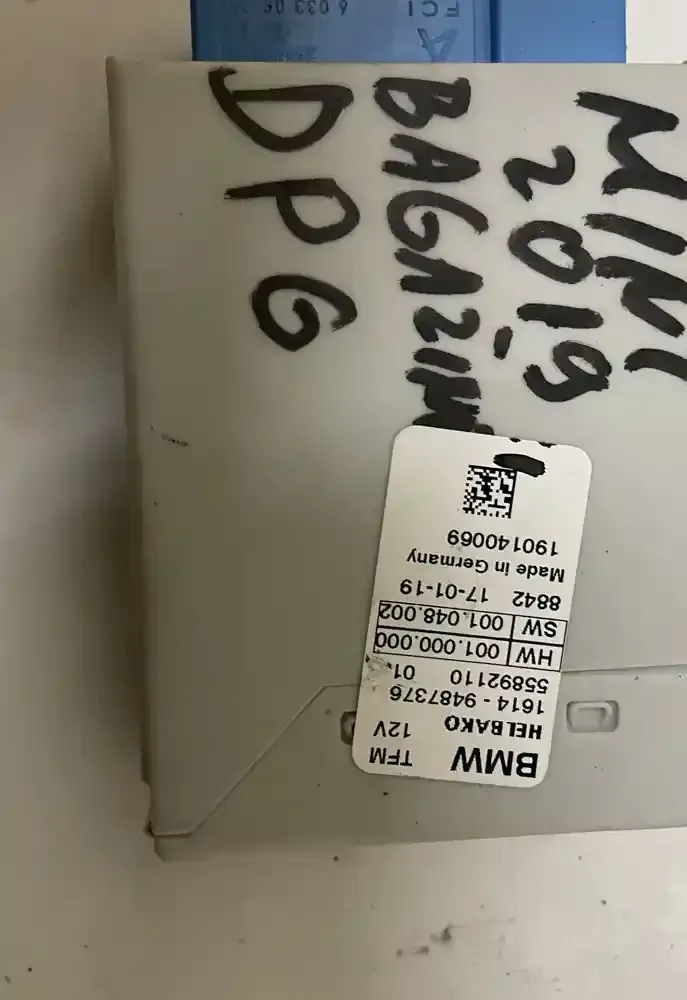 MINI
2019
BAGAZINE
DPG
BMW TFM
HELBAKO 12V
1614 - 9487376
55892110 01.
HW 001.000.000
SW 001.048.002
8842 17-01-19
Made in Germany
190140069
FCI